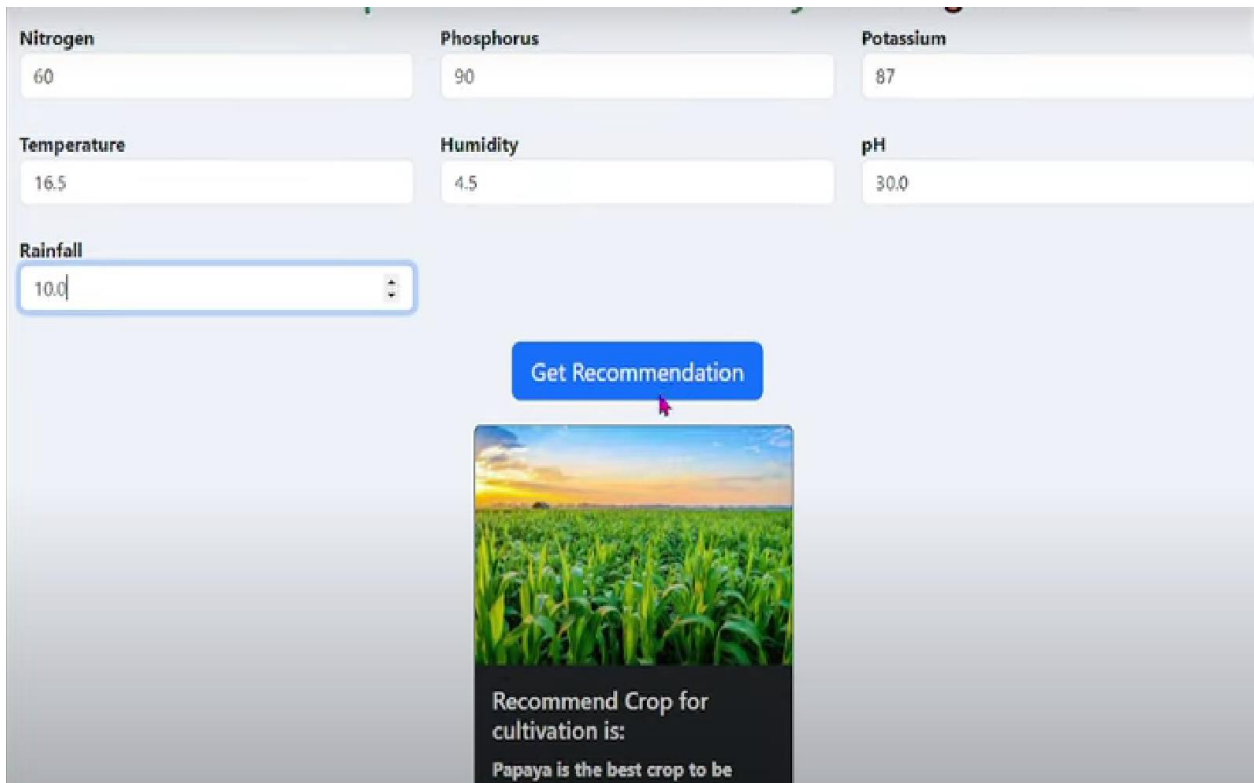 Nitrogen Phosphorus Potassium
60 90 87
Temperature Humidity pH
16.5 4.5 30.0
Rainfall
10.0
Get Recommendation
Recommend Crop for
cultivation is:
Papaya is the best crop to be